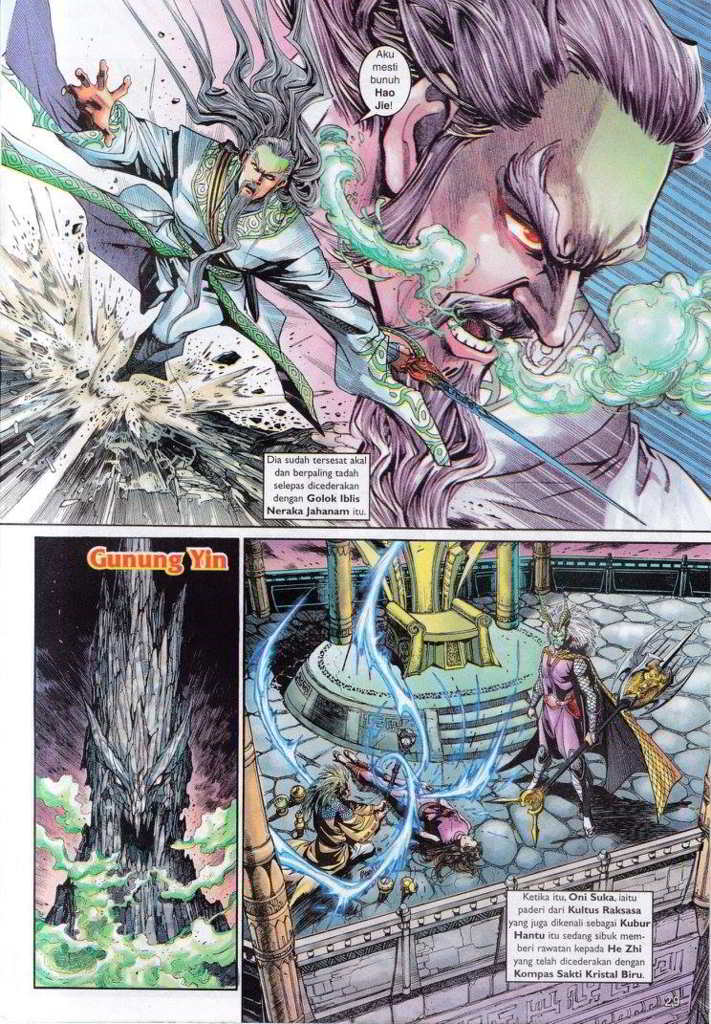 Aku
mesti
bunuh
Hao
Jie!
Dia sudah tersesat akal
dan berpaling tadah
selepas dicederakan
dengan Golok Iblis
Neraka Jahanam itu.
Gunung Yin
Ketika itu, Oni Suka, iaitu
paderi dari Kultus Raksasa
yang juga dikenali sebagai Kubur
Hantu itu sedang sibuk mem-
beri rawatan kepada He Zhi
yang telah dicederakan dengan
Kompas Sakti Kristal Biru.
29